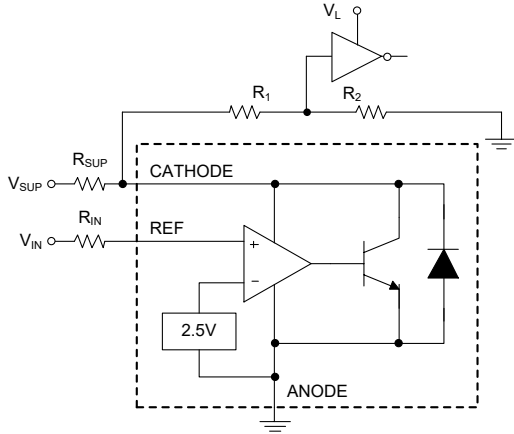 V_L
R_1
R_2
R_SUP
CATHODE
V_SUP
R_IN
REF
V_IN
+
−
2.5V
ANODE